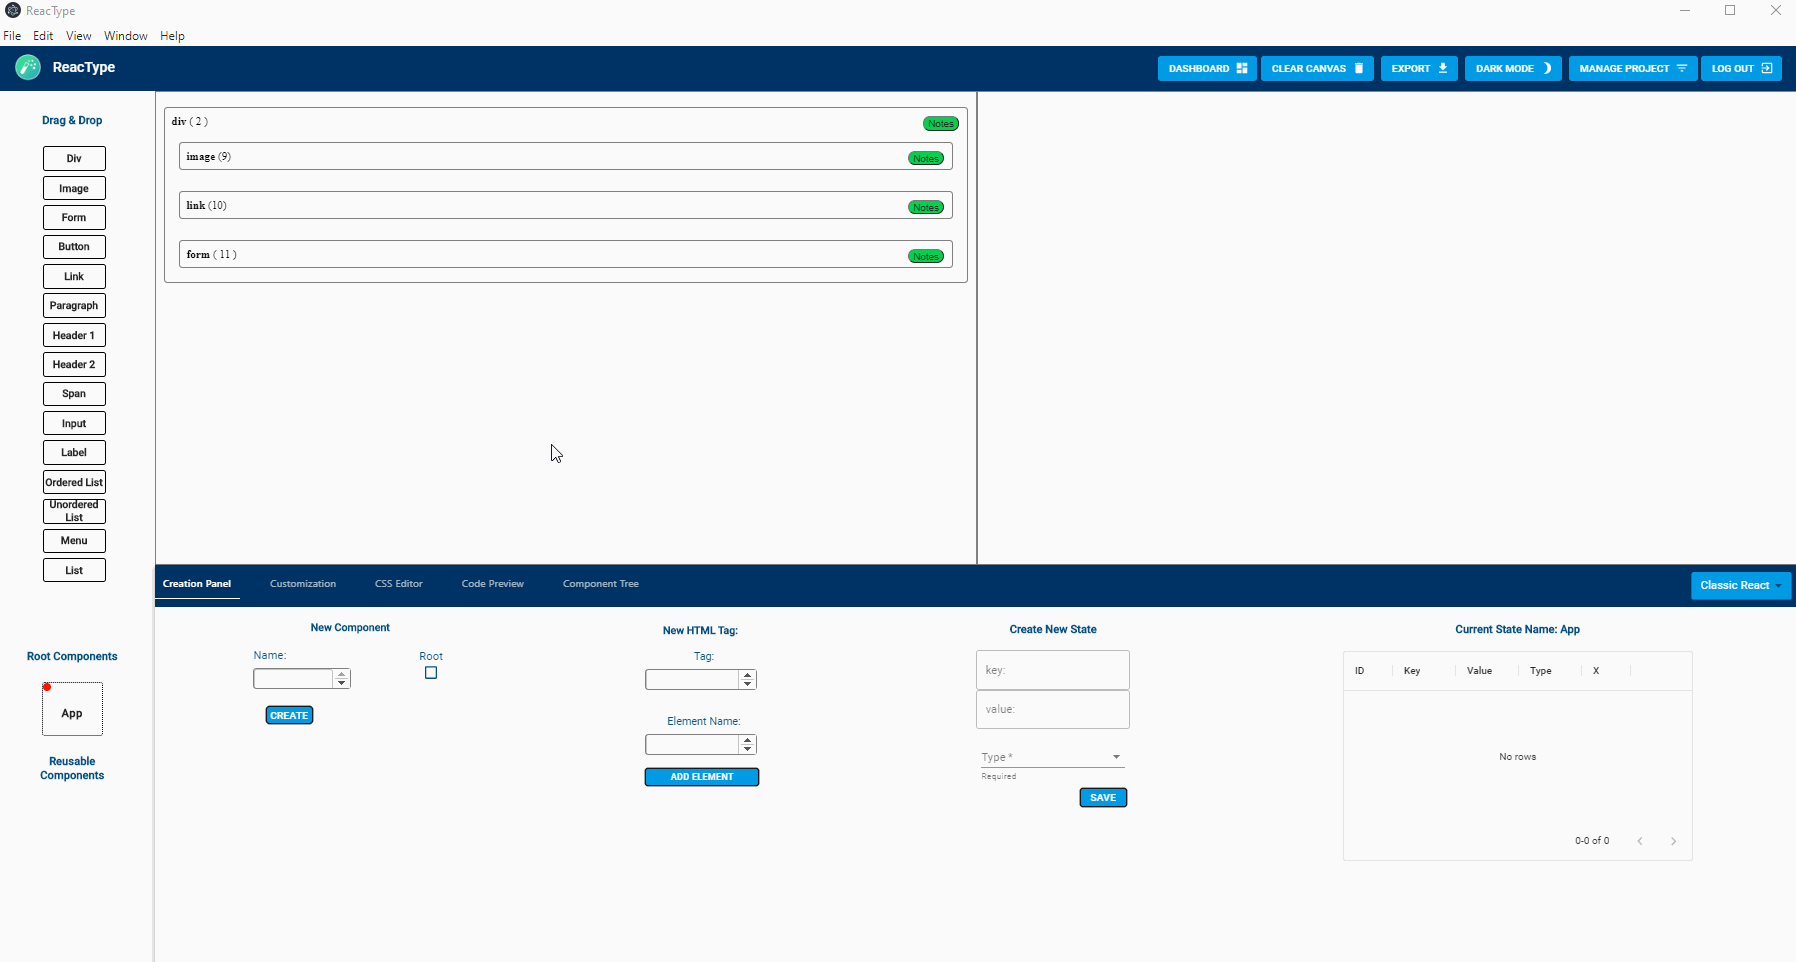 ReacType
File Edit View Window Help
ReacType
DASHBOARD
CLEAR CANVAS
EXPORT
DARK MODE
MANAGE PROJECT
LOG OUT
Drag & Drop
Div
Image
Form
Button
Link
Paragraph
Header 1
Header 2
Span
Input
Label
Ordered List
Unordered
List
Menu
List
Root Components
App
Reusable
Components
div ( 2 )
Notes
image (9)
Notes
link (10)
Notes
form ( 11 )
Notes
Creation Panel
Customization
CSS Editor
Code Preview
Component Tree
Classic React
New Component
Name:
Root
CREATE
New HTML Tag:
Tag:
Element Name:
ADD ELEMENT
Create New State
key:
value:
Type *
Required
SAVE
Current State Name: App
ID Key Value Type X
No rows
0-0 of 0